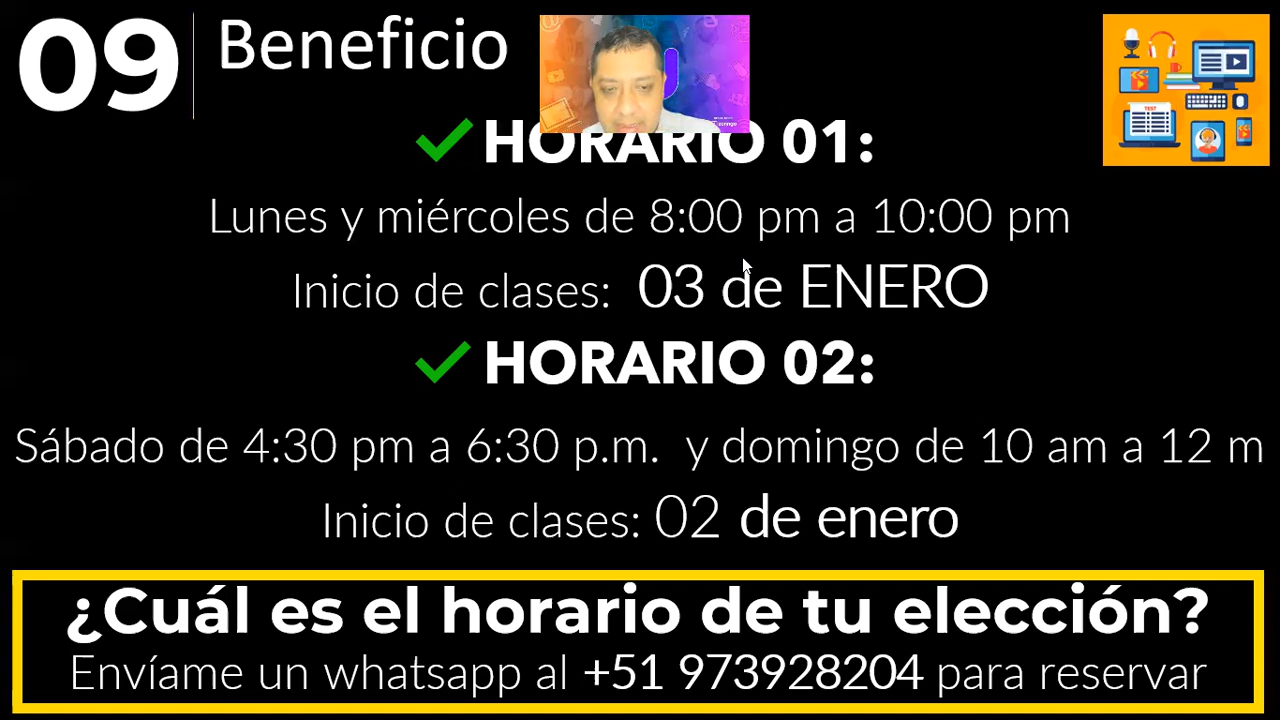 09 Beneficio
HORARIO 01:
Lunes y miércoles de 8:00 pm a 10:00 pm
Inicio de clases: 03 de ENERO
HORARIO 02:
Sábado de 4:30 pm a 6:30 p.m. y domingo de 10 am a 12 m
Inicio de clases: 02 de enero
¿Cuál es el horario de tu elección?
Envíame un whatsapp al +51 973928204 para reservar
TEST